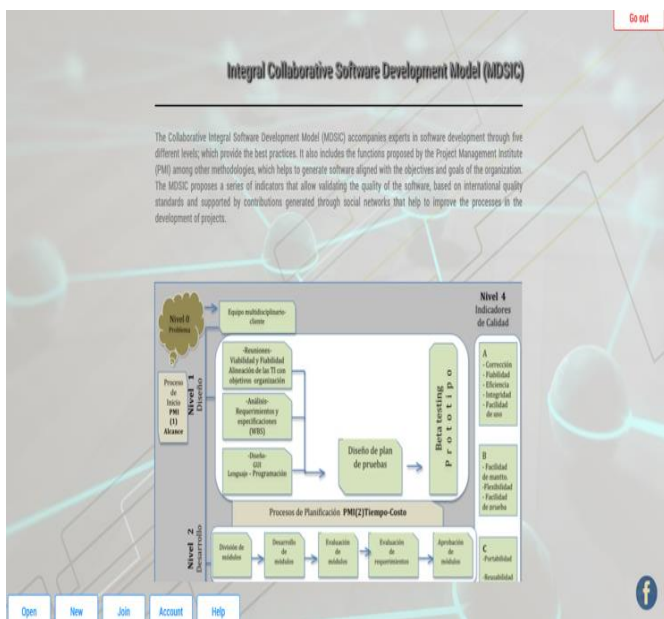 Go out
Integral Collaborative Software Development Model (MDSIC)
The Collaborative Integral Software Development Model (MDSIC) accompanies experts in software development through five
different levels; which provide the best practices. It also includes the functions proposed by the Project Management Institute
(PMI) among other methodologies, which helps to generate software aligned with the objectives and goals of the organization.
The MDSIC proposes a series of indicators that allow validating the quality of the software, based on international quality
standards and supported by contributions generated through social networks that help to improve the processes in the
development of projects.
Nivel 0
Problema
Equipo multidisciplinario-
cliente
Proceso
de
Inicio
PMI
(1)
Alcance
Nivel 1
Diseño
-Reuniones-
Viabilidad y Fiabilidad
Alineación de las TI con
objetivos organización
-Análisis-
Requerimientos y
especificaciones
(WBS)
-Diseño-
GUI
Lenguaje - Programación
Diseño de plan
de pruebas
Beta testing
Prototipo
Procesos de Planificación PMI(2)Tiempo-Costo
Nivel 2
Desarrollo
División de
módulos
Desarrollo
de
módulos
Evaluación
de
módulos
Evaluación
de
requerimientos
Aprobación
de
módulos
Nivel 4
Indicadores
de Calidad
A
- Corrección
- Fiabilidad
- Eficiencia
- Integridad
- Facilidad
de uso
B
- Facilidad
de mantto.
-Flexibilidad
- Facilidad
de prueba
C
-Portabilidad
-Reusabilidad
Open
New
Join
Account
Help
f